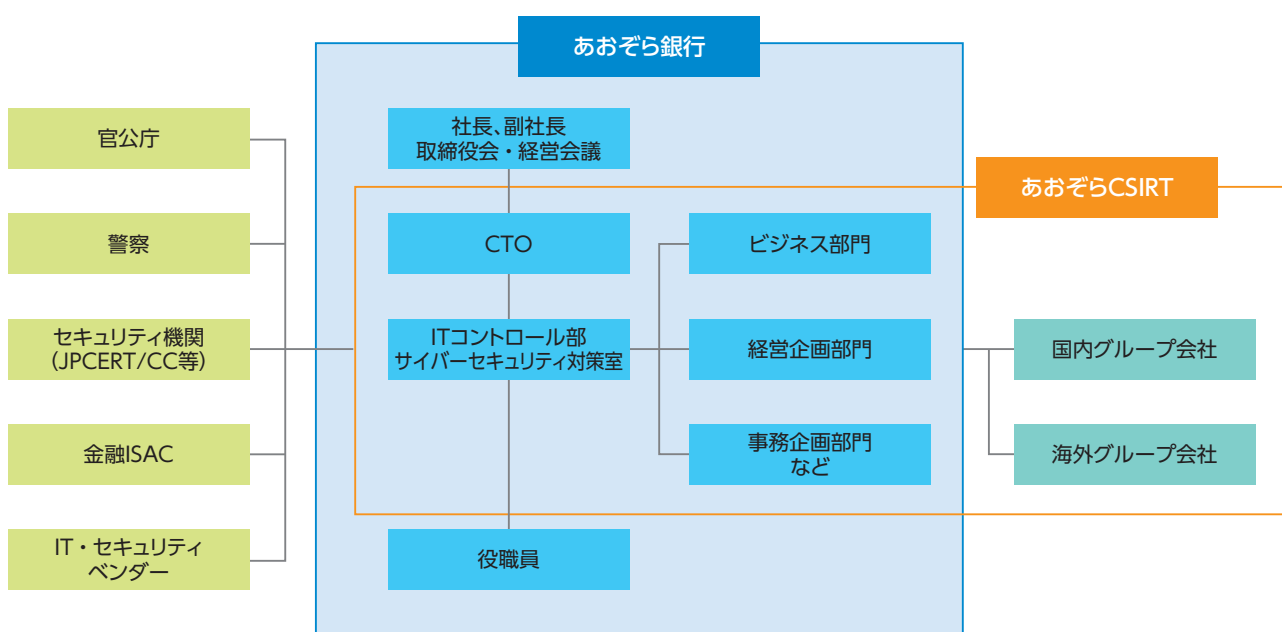 あおぞら銀行
官公庁
警察
セキュリティ機関
(JPCERT/CC等)
金融ISAC
IT・セキュリティ
ベンダー
社長、副社長
取締役会・経営会議
CTO
ITコントロール部
サイバーセキュリティ対策室
役職員
ビジネス部門
経営企画部門
事務企画部門
など
あおぞらCSIRT
国内グループ会社
海外グループ会社